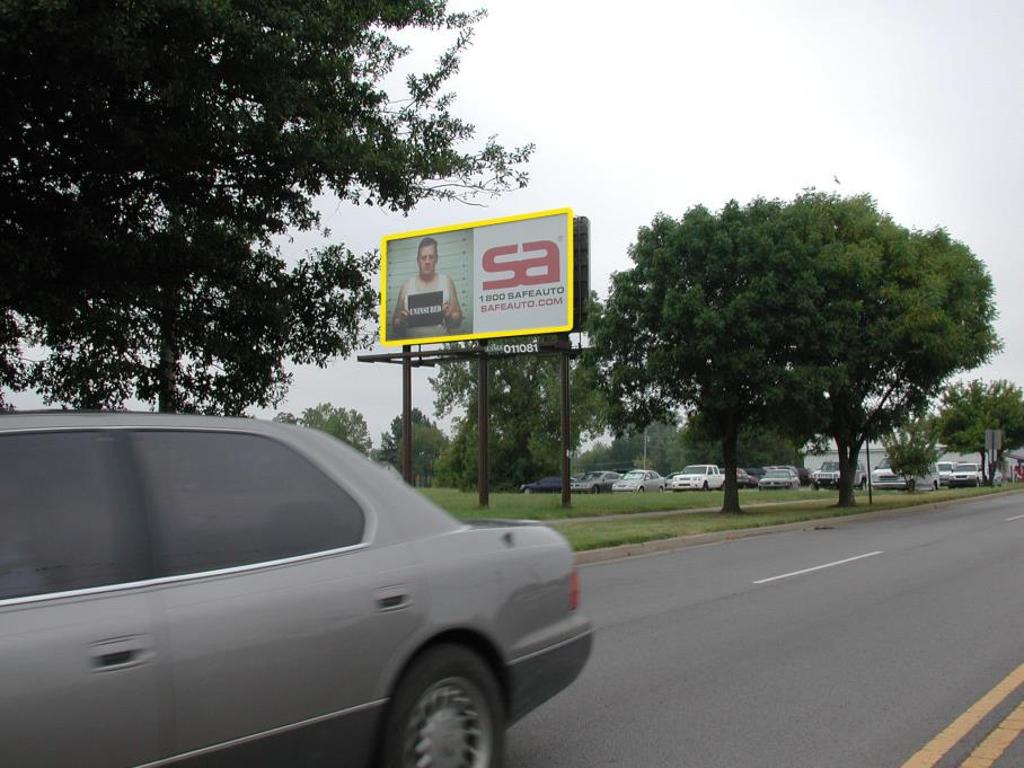 UNINSURED
sa
1 800 SAFEAUTO
SAFEAUTO.COM
011081